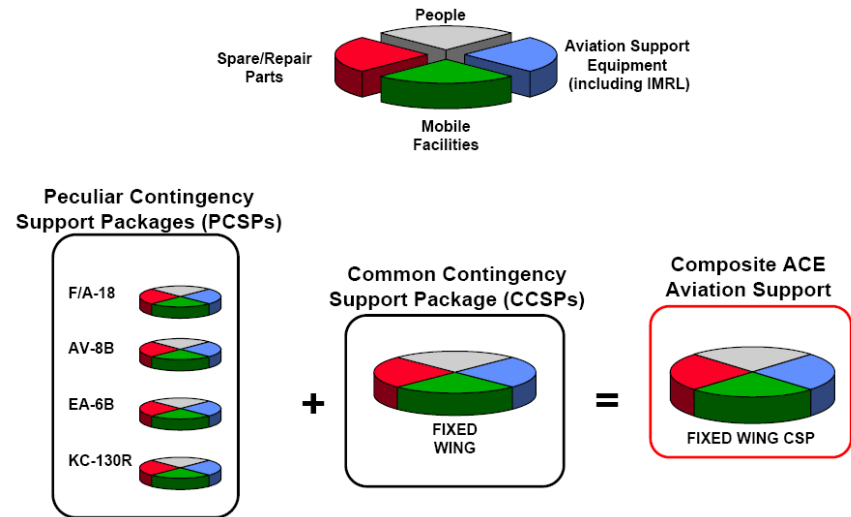 People
Spare/Repair
Parts
Aviation Support
Equipment
(including IMRL)
Mobile
Facilities
Peculiar Contingency
Support Packages (PCSPs)
F/A-18
AV-8B
EA-6B
KC-130R
+
Common Contingency
Support Package (CCSPs)
FIXED
WING
=
Composite ACE
Aviation Support
FIXED WING CSP